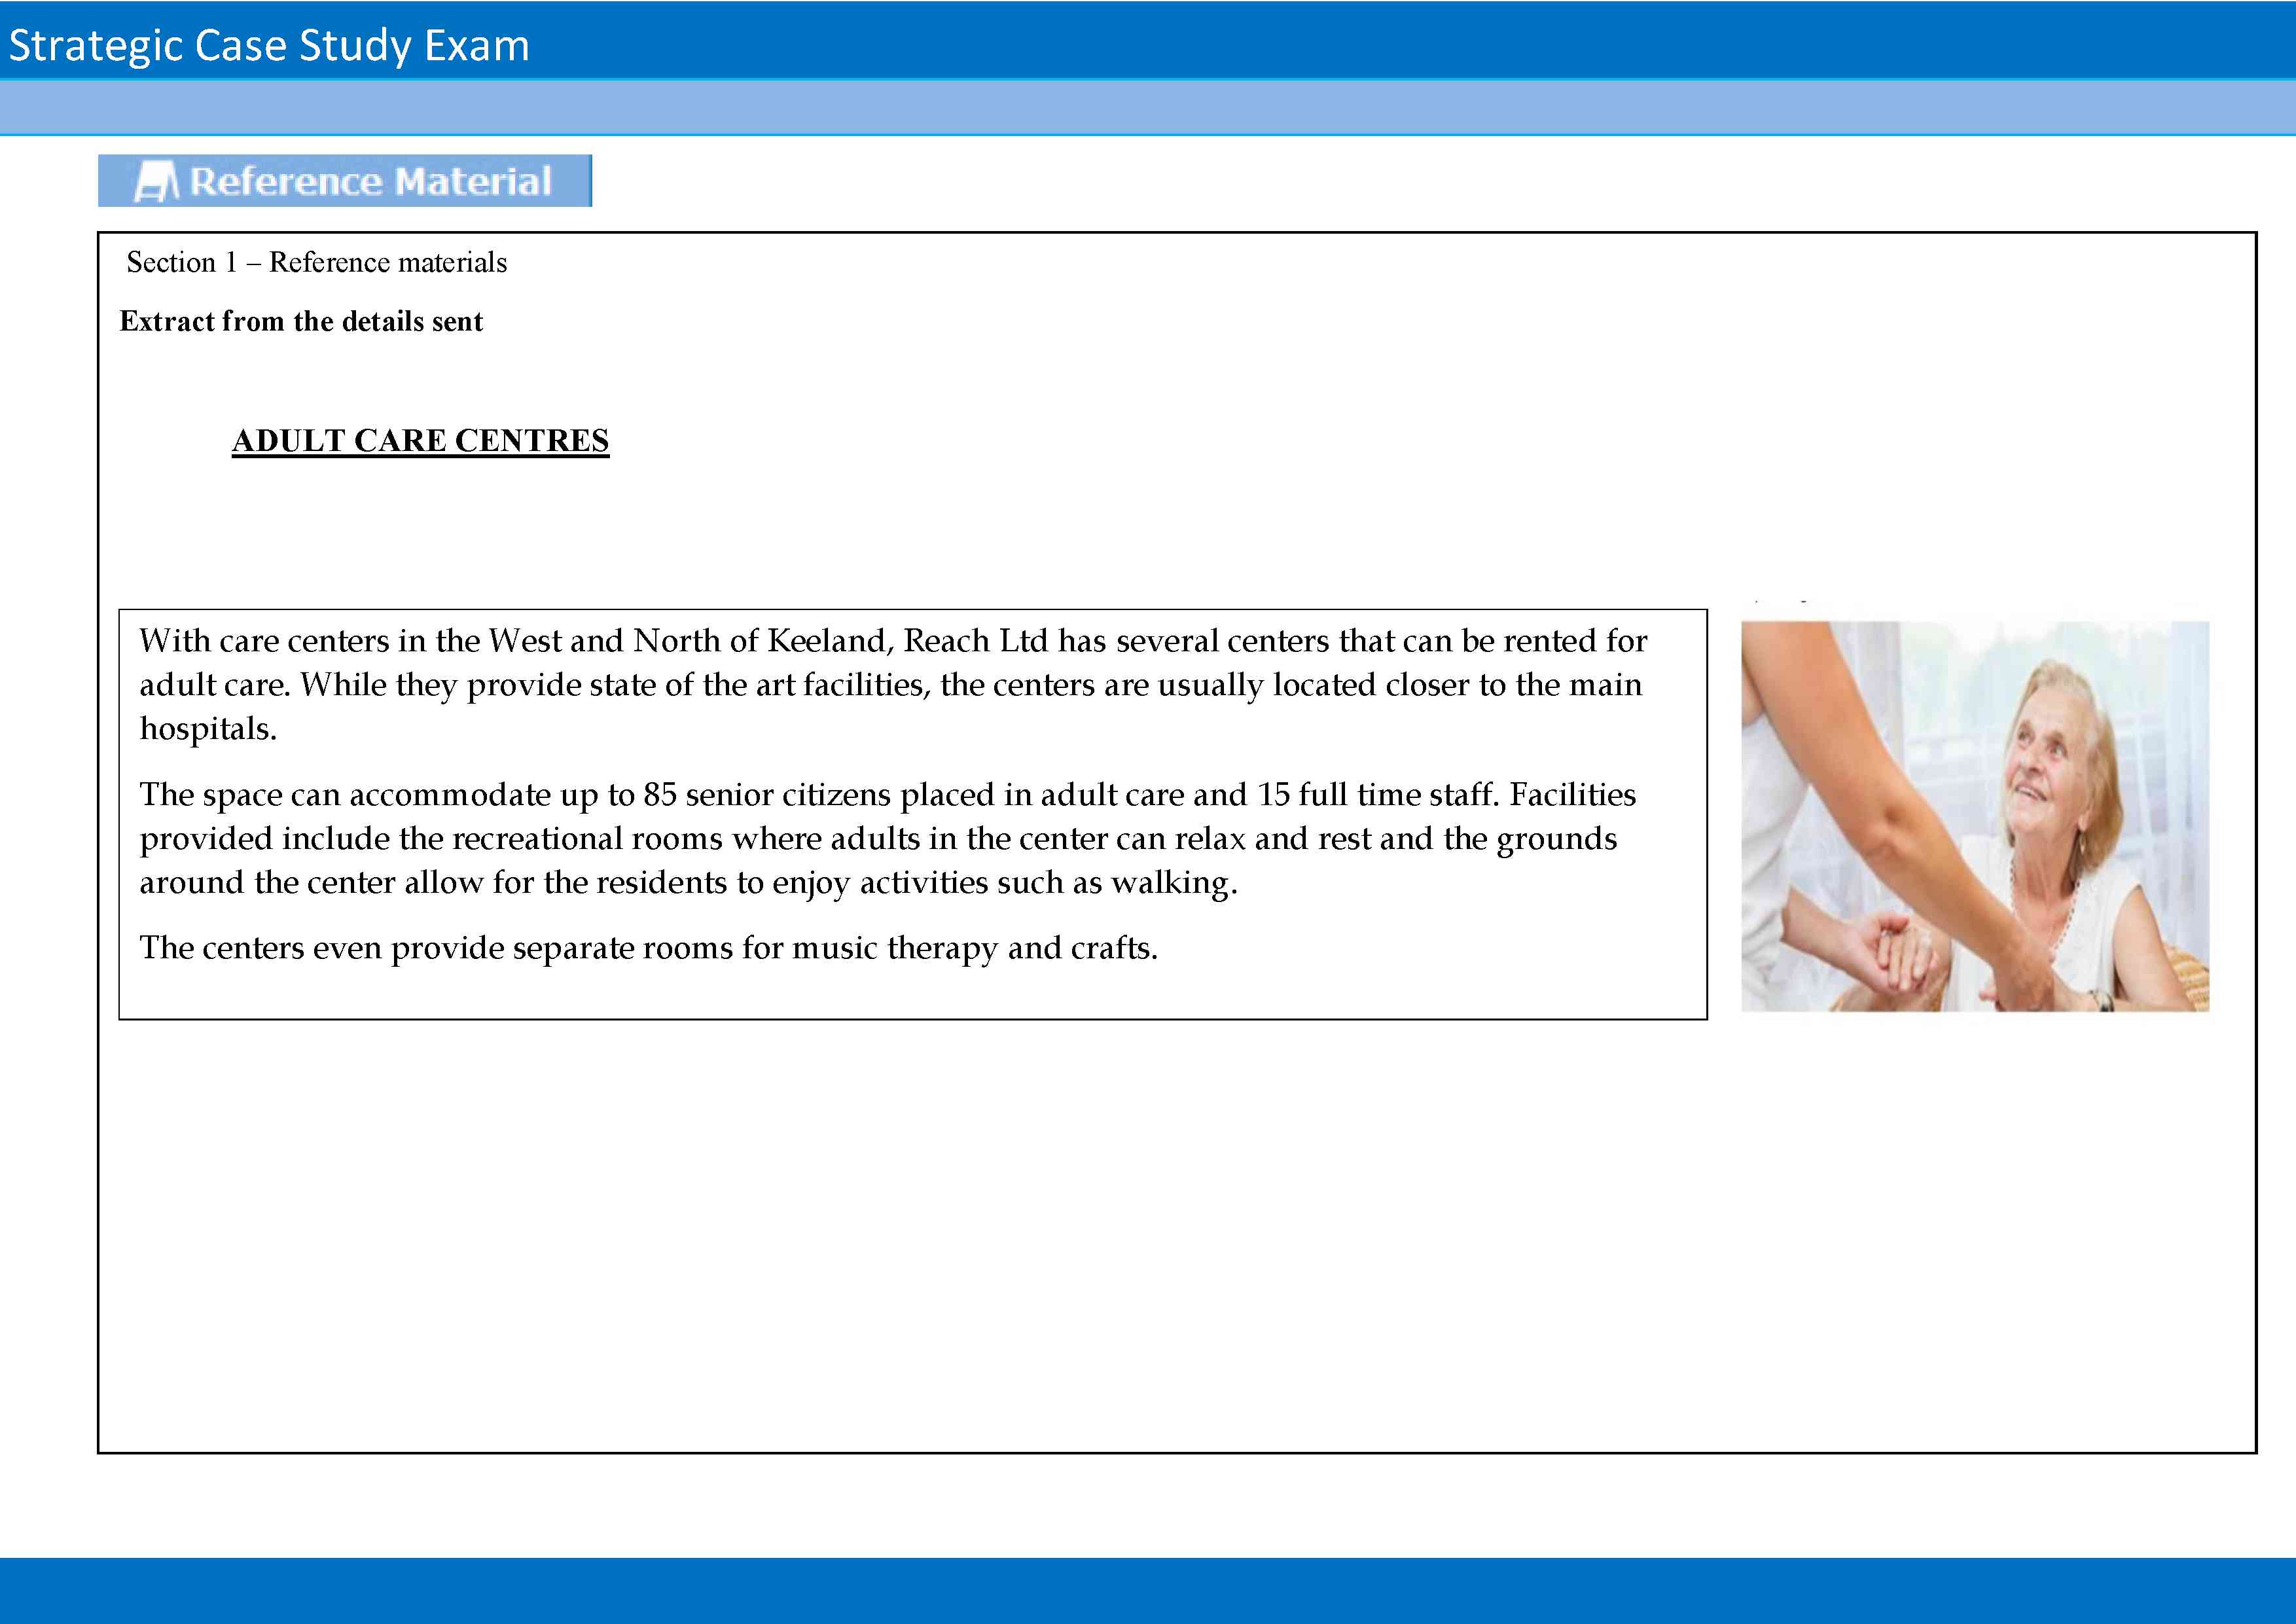 Strategic Case Study Exam
Reference Material
Section 1 – Reference materials
Extract from the details sent
ADULT CARE CENTRES
With care centers in the West and North of Keeland, Reach Ltd has several centers that can be rented for
adult care. While they provide state of the art facilities, the centers are usually located closer to the main
hospitals.
The space can accommodate up to 85 senior citizens placed in adult care and 15 full time staff. Facilities
provided include the recreational rooms where adults in the center can relax and rest and the grounds
around the center allow for the residents to enjoy activities such as walking.
The centers even provide separate rooms for music therapy and crafts.